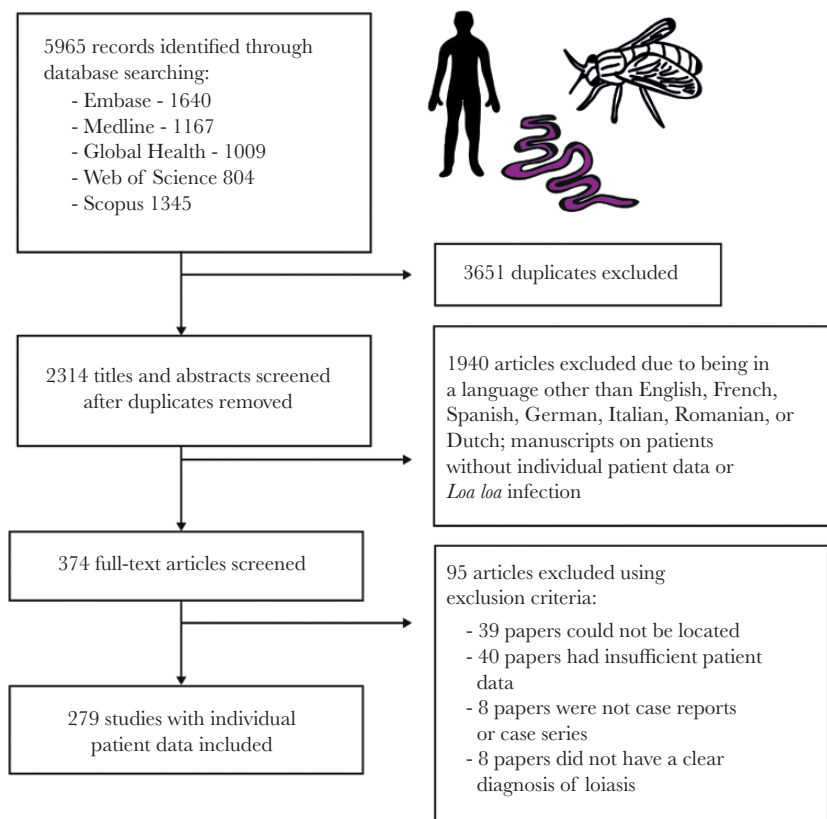 5965 records identified through
database searching:
- Embase - 1640
- Medline - 1167
- Global Health - 1009
- Web of Science 804
- Scopus 1345
3651 duplicates excluded
2314 titles and abstracts screened
after duplicates removed
1940 articles excluded due to being in
a language other than English, French,
Spanish, German, Italian, Romanian, or
Dutch; manuscripts on patients
without individual patient data or
Loa loa infection
374 full-text articles screened
95 articles excluded using
exclusion criteria:
- 39 papers could not be located
- 40 papers had insufficient patient
data
- 8 papers were not case reports
or case series
- 8 papers did not have a clear
diagnosis of loiasis
279 studies with individual
patient data included